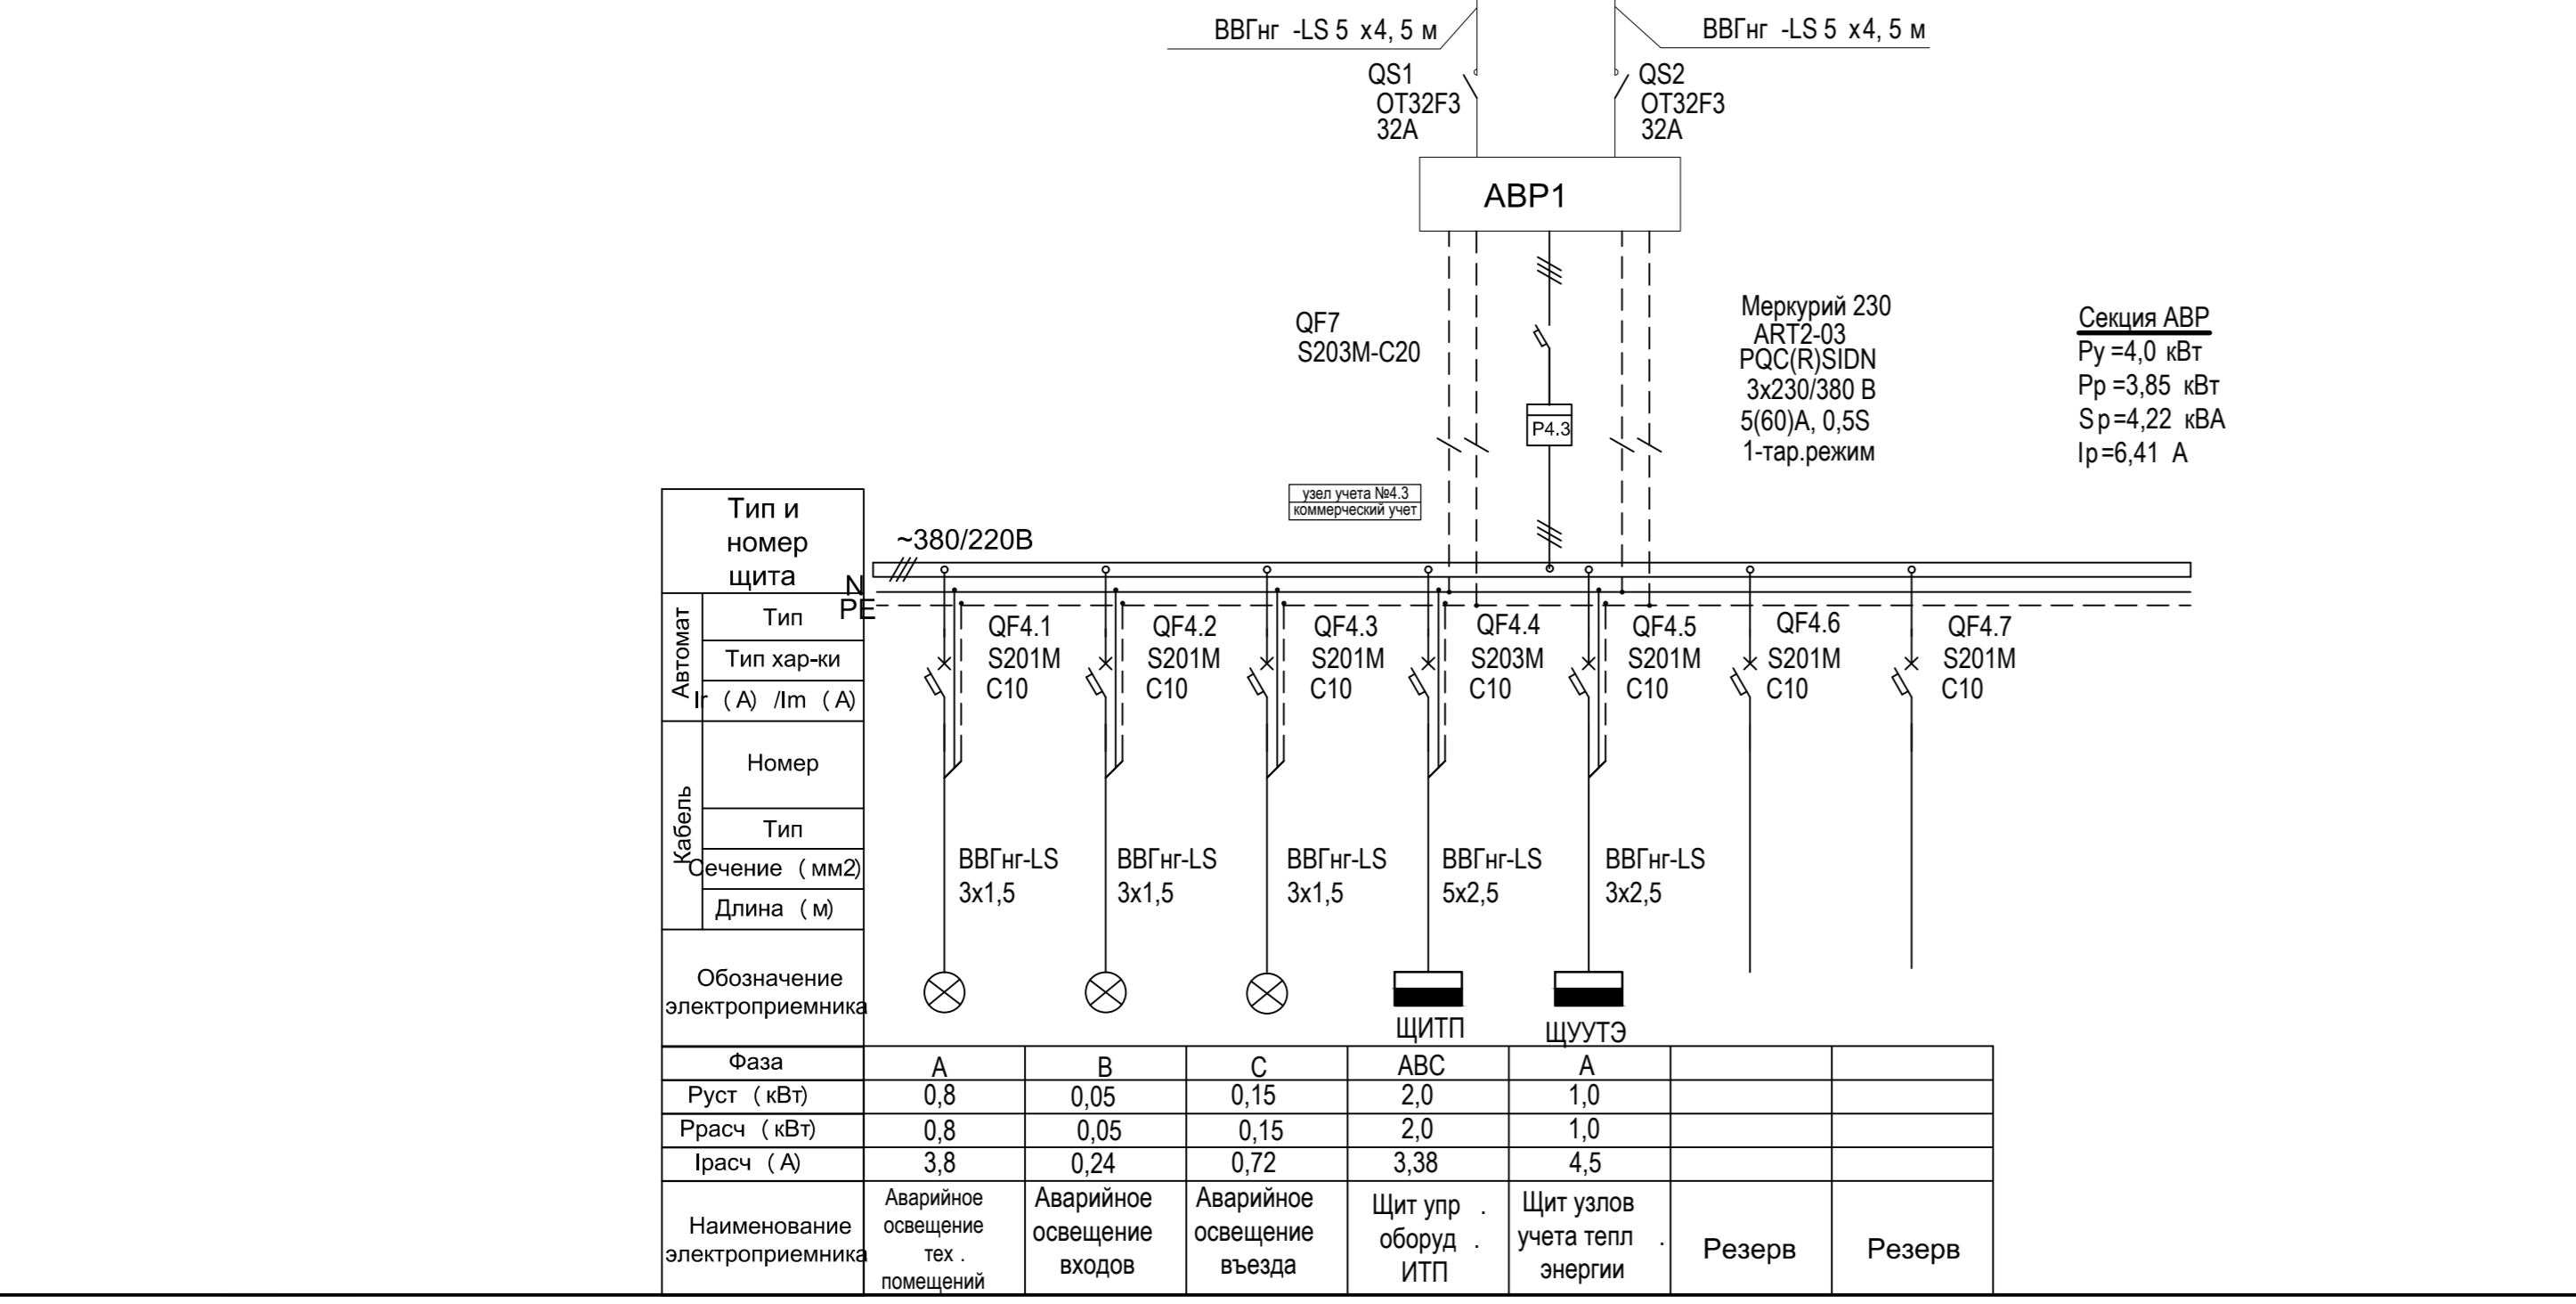 ВВГнг -LS 5 х4, 5 м
ВВГнг -LS 5 х4, 5 м
QS1
OT32F3
32А
QS2
OT32F3
32А
АВР1
QF7
S203M-C20
Меркурий 230
ART2-03
PQC(R)SIDN
3х230/380 В
5(60)А, 0,5S
1-тар.режим
Секция АВР
Ру =4,0 кВт
Рр =3,85 кВт
Sр=4,22 кВА
Iр=6,41 А
Р4.3
узел учета №4.3
коммерческий учет
Тип и
номер
щита
~380/220В
N
PE
Автомат
Тип
Тип хар-ки
Ir (А) /Im (А)
QF4.1
S201M
C10
QF4.2
S201M
C10
QF4.3
S201M
C10
QF4.4
S203M
C10
QF4.5
S201M
C10
QF4.6
S201M
C10
QF4.7
S201M
C10
Кабель
Номер
Тип
Сечение (мм2)
Длина (м)
ВВГнг-LS
3х1,5
ВВГнг-LS
3х1,5
ВВГнг-LS
3х1,5
ВВГнг-LS
5х2,5
ВВГнг-LS
3х2,5
Обозначение
электроприемника
ЩИТП
ЩУУТЭ
Фаза А В С АВС А
Руст (кВт) 0,8 0,05 0,15 2,0 1,0
Ррасч (кВт) 0,8 0,05 0,15 2,0 1,0
Iрасч (А) 3,8 0,24 0,72 3,38 4,5
Наименование
электроприемника
Аварийное
освещение
тех .
помещений
Аварийное
освещение
входов
Аварийное
освещение
въезда
Щит упр .
оборуд .
ИТП
Щит узлов
учета тепл .
энергии
Резерв
Резерв